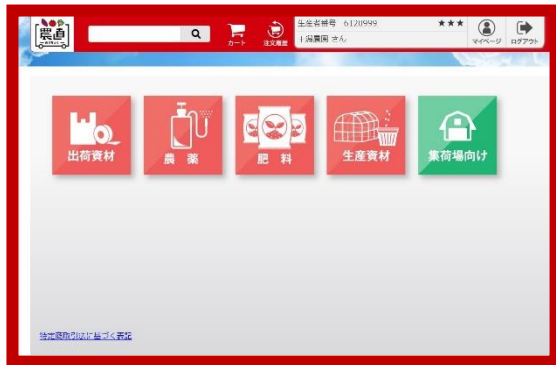 農直
カート
注文履歴
生産者番号 6120999
★★★
農園 さん
マイページ
ログアウト
出荷資材
農薬
肥料
生産資材
集荷場向け
特定商取引法に基づく表記